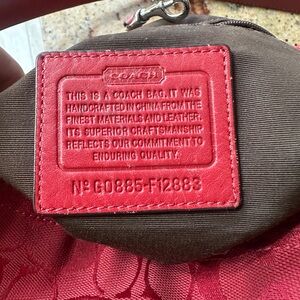 COACH
THIS IS A COACH BAG. IT WAS
HANDCRAFTED IN CHINA FROM THE
FINEST MATERIALS AND LEATHER.
ITS SUPERIOR CRAFTSMANSHIP
REFLECTS OUR COMMITMENT TO
ENDURING QUALITY.
Nº G0885-F12883